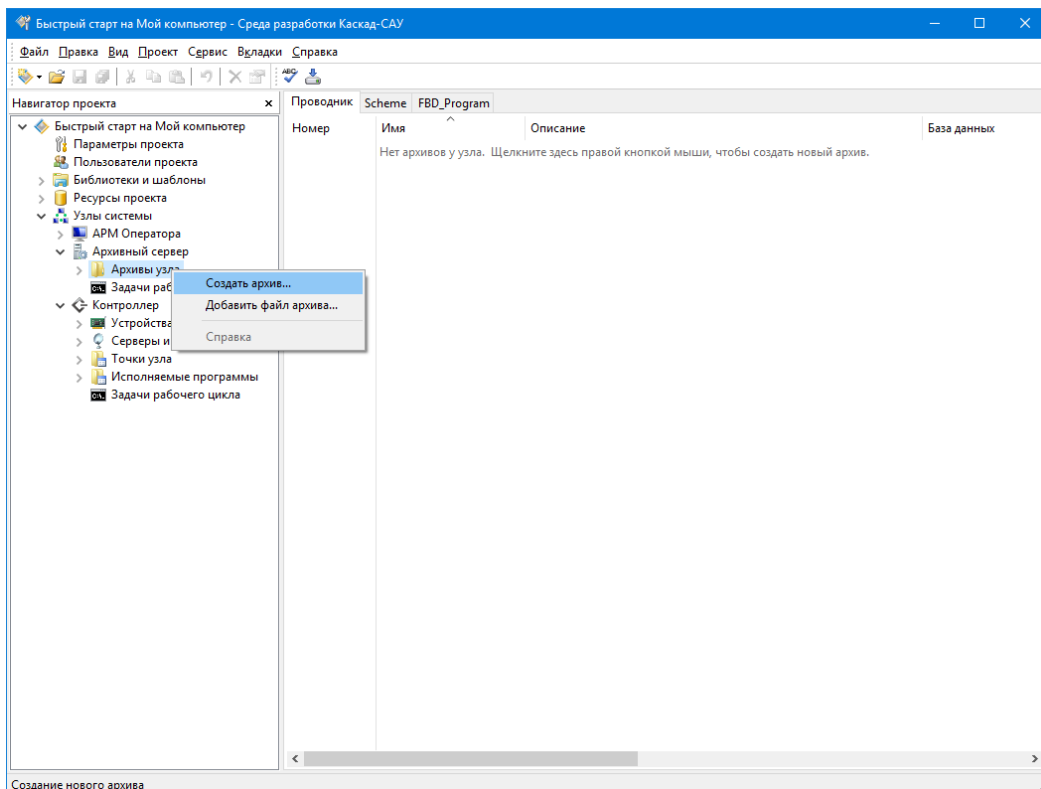 Быстрый старт на Мой компьютер - Среда разработки Каскад-САУ
Файл Правка Вид Проект Сервис Вкладки Справка
ABC
Навигатор проекта
Проводник Scheme FBD_Program
Номер Имя Описание База данных
Нет архивов у узла. Щелкните здесь правой кнопкой мыши, чтобы создать новый архив.
Быстрый старт на Мой компьютер
Параметры проекта
Пользователи проекта
Библиотеки и шаблоны
Ресурсы проекта
Узлы системы
АРМ Оператора
Архивный сервер
Архивы узла
Задачи раб
Контроллер
Устройства
Серверы и
Точки узла
Исполняемые программы
Задачи рабочего цикла
Создать архив...
Добавить файл архива...
Справка
Создание нового архива